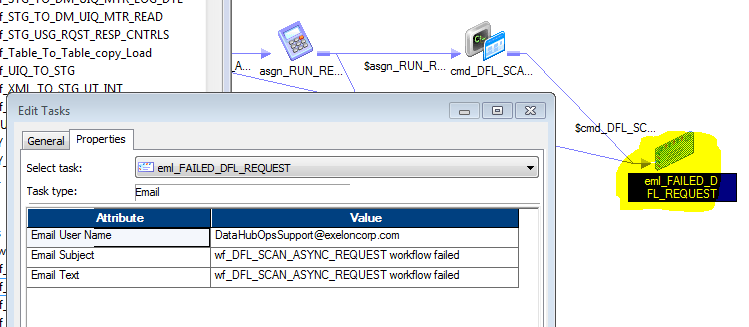 f_STG_TO_DM_UIQ_MTR_LOG_DTL
f_STG_TO_DM_UIQ_MTR_READ
f_STG_USG_RQST_RESP_CNTRLS
f_Table_To_Table_copy_Load
f_UIQ_TO_STG
f_XML_TO_STG_UT_INT
A...
asgn_RUN_RE...
$asgn_RUN_R...
cmd_DFL_SCA...
$cmd_DFL_SC...
eml_FAILED_D
FL_REQUEST
Edit Tasks
General
Properties
Select task:
eml_FAILED_DFL_REQUEST
Task type:
Email
Attribute Value
Email User Name DataHubOpsSupport@exeloncorp.com
Email Subject wf_DFL_SCAN_ASYNC_REQUEST workflow failed
Email Text wf_DFL_SCAN_ASYNC_REQUEST workflow failed